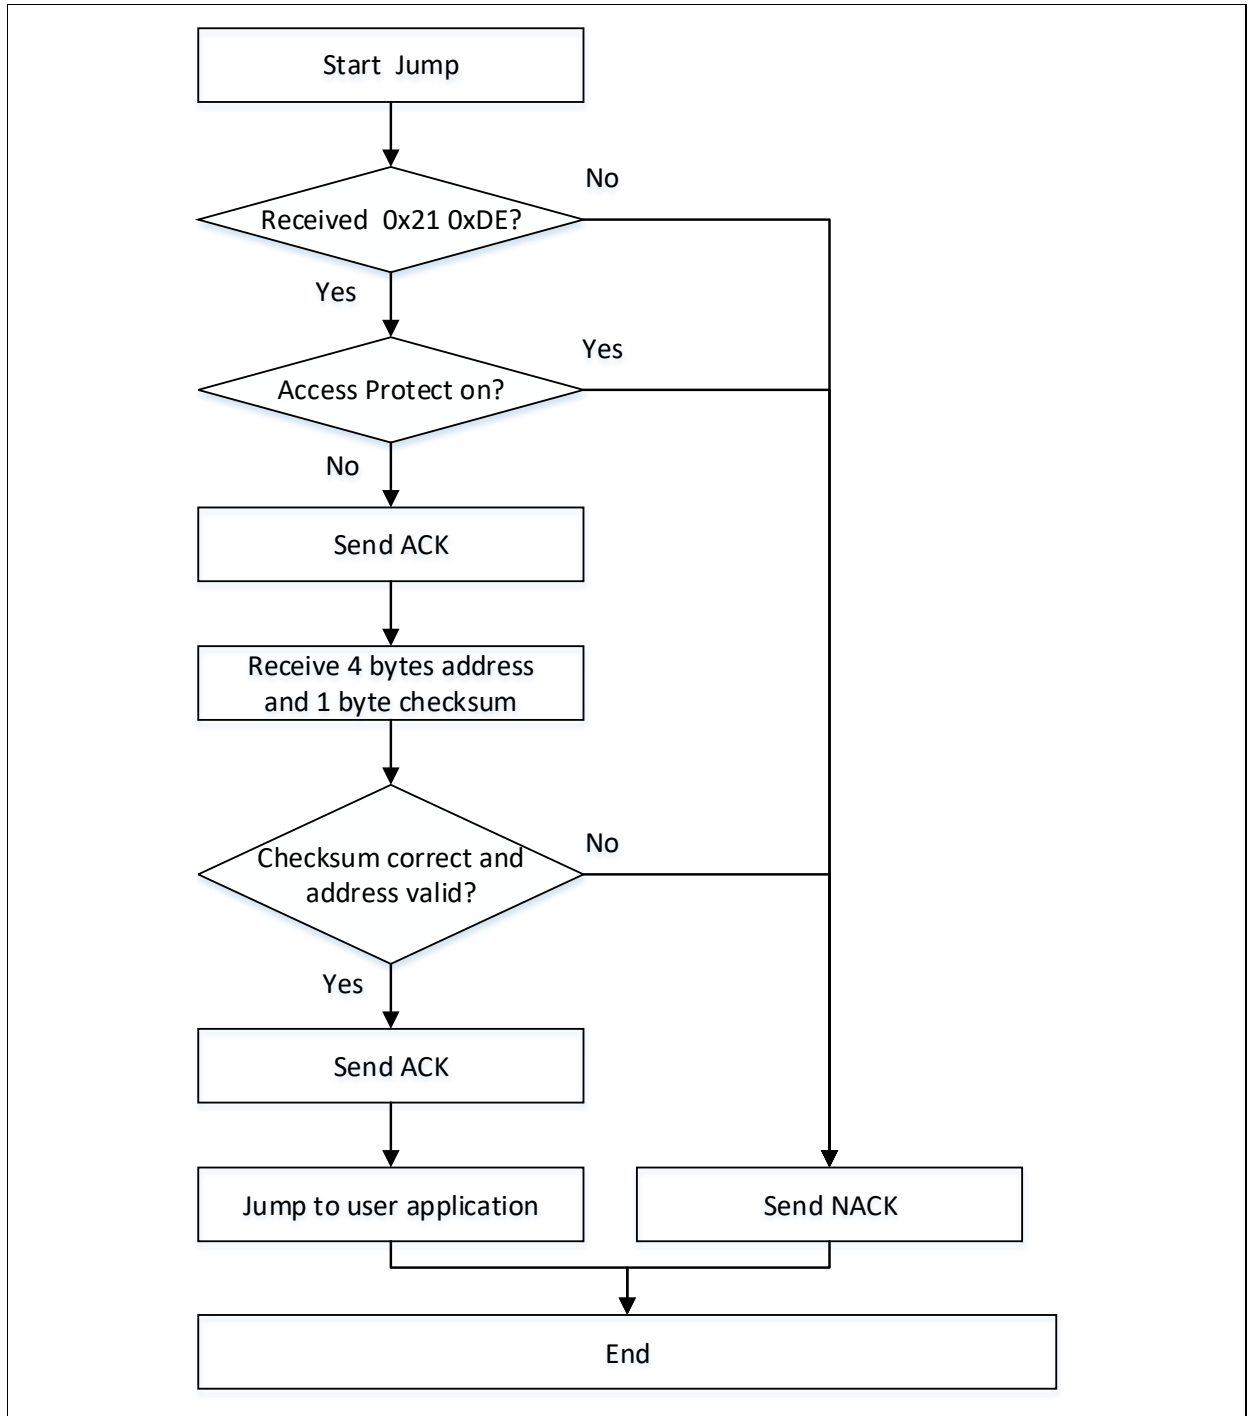 Start Jump
No
Received 0x21 0xDE?
Yes
Yes
Access Protect on?
No
Send ACK
Receive 4 bytes address
and 1 byte checksum
No
Checksum correct and
address valid?
Yes
Send ACK
Jump to user application
Send NACK
End